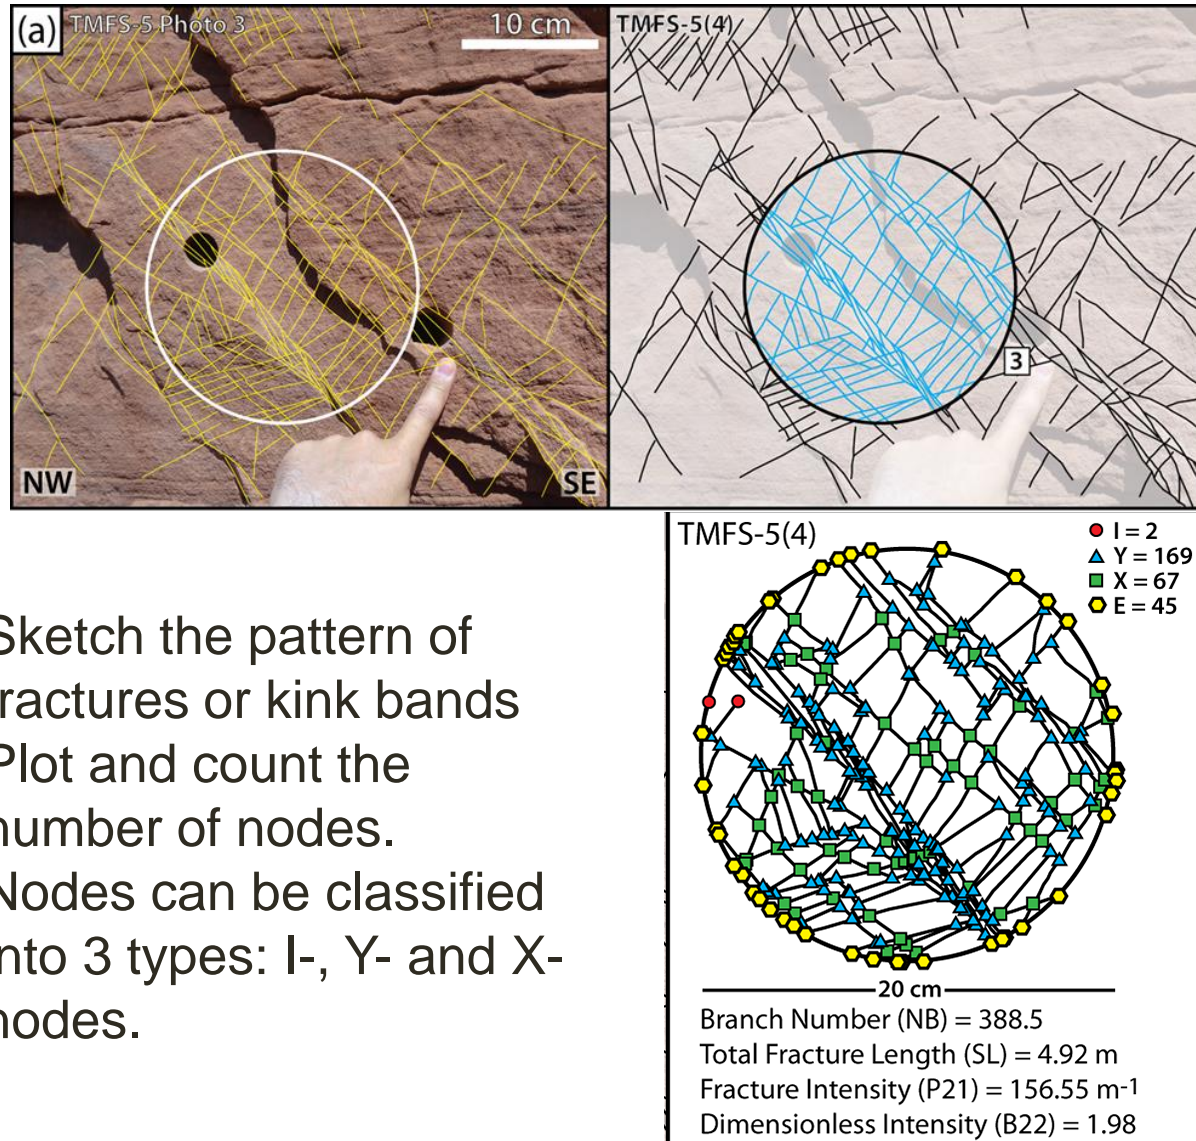 (a) TMFS-5 Photo 3
10 cm
TMFS-5(4)
3
NW
SE
Sketch the pattern of
fractures or kink bands
Plot and count the
number of nodes.
Nodes can be classified
into 3 types: I-, Y- and X-
nodes.
TMFS-5(4)
I = 2
Y = 169
X = 67
E = 45
20 cm
Branch Number (NB) = 388.5
Total Fracture Length (SL) = 4.92 m
Fracture Intensity (P21) = 156.55 m-1
Dimensionless Intensity (B22) = 1.98